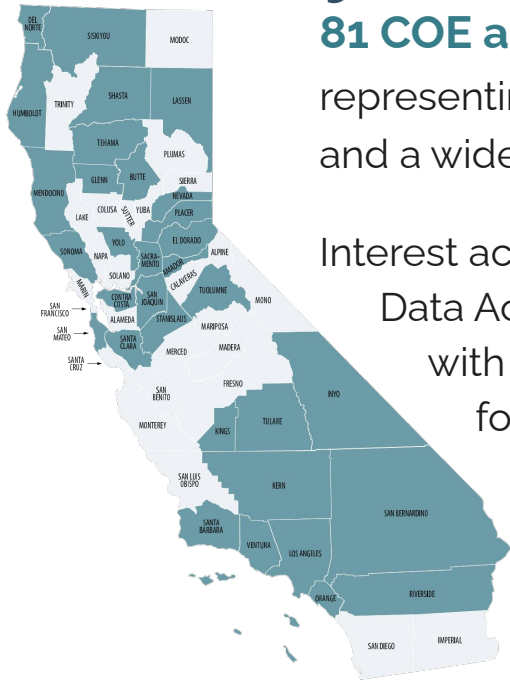 81 COE a
representin
and a wide
Interest ac
Data Ac
with
fo
DEL
NORTE
SISKIYOU
MODOC
HUMBOLDT
TRINITY
SHASTA
LASSEN
TEHAMA
PLUMAS
MENDOCINO
GLENN
BUTTE
SIERRA
NEVADA
LAKE
COLUSA
SUTTER
YUBA
PLACER
SONOMA
NAPA
YOLO
SACRA-
MENTO
EL DORADO
ALPINE
AMADOR
SOLANO
CALAVERAS
MARIN
CONTRA
COSTA
SAN
JOAQUIN
TUOLUMNE
MONO
SAN
FRANCISCO
ALAMEDA
STANISLAUS
MARIPOSA
SAN
MATEO
SANTA
CLARA
MERCED
MADERA
SANTA
CRUZ
SAN
BENITO
FRESNO
INYO
MONTEREY
KINGS
TULARE
SAN LUIS
OBISPO
KERN
SAN BERNARDINO
SANTA
BARBARA
VENTURA
LOS ANGELES
ORANGE
RIVERSIDE
SAN DIEGO
IMPERIAL